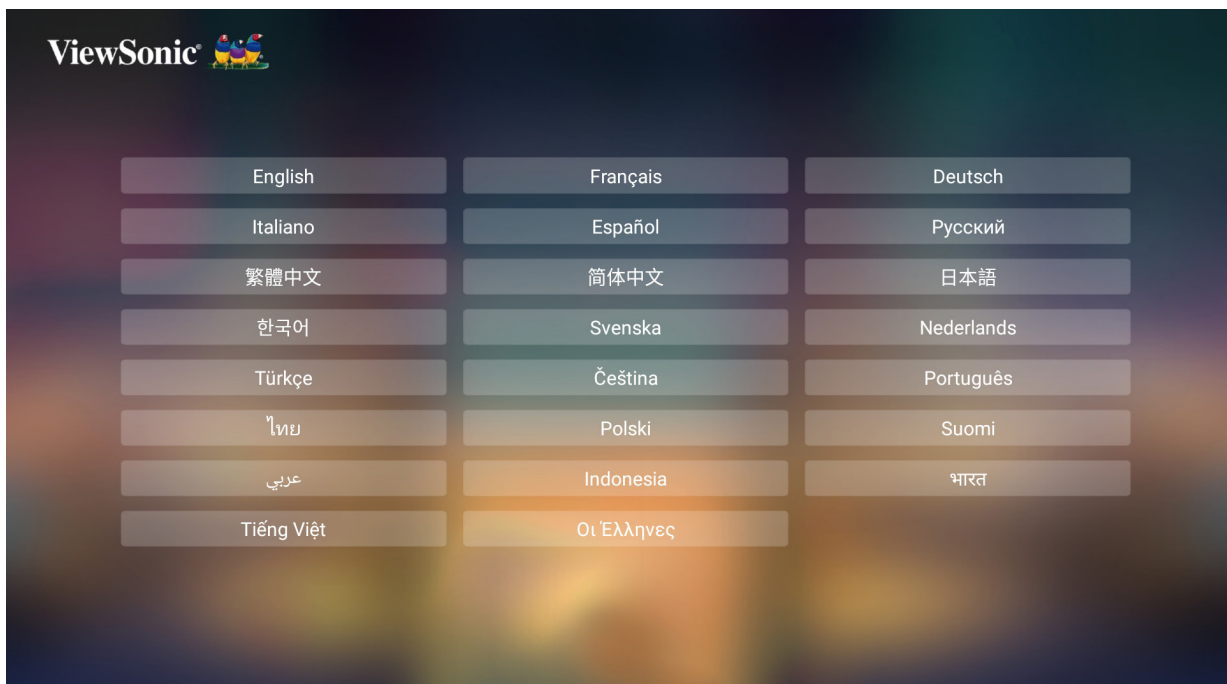 ViewSonic®
English
Français
Deutsch
Italiano
Español
Русский
繁體中文
简体中文
日本語
한국어
Svenska
Nederlands
Türkçe
Čeština
Português
ไทย
Polski
Suomi
عربي
Indonesia
भारत
Tiếng Việt
Οι Έλληνες